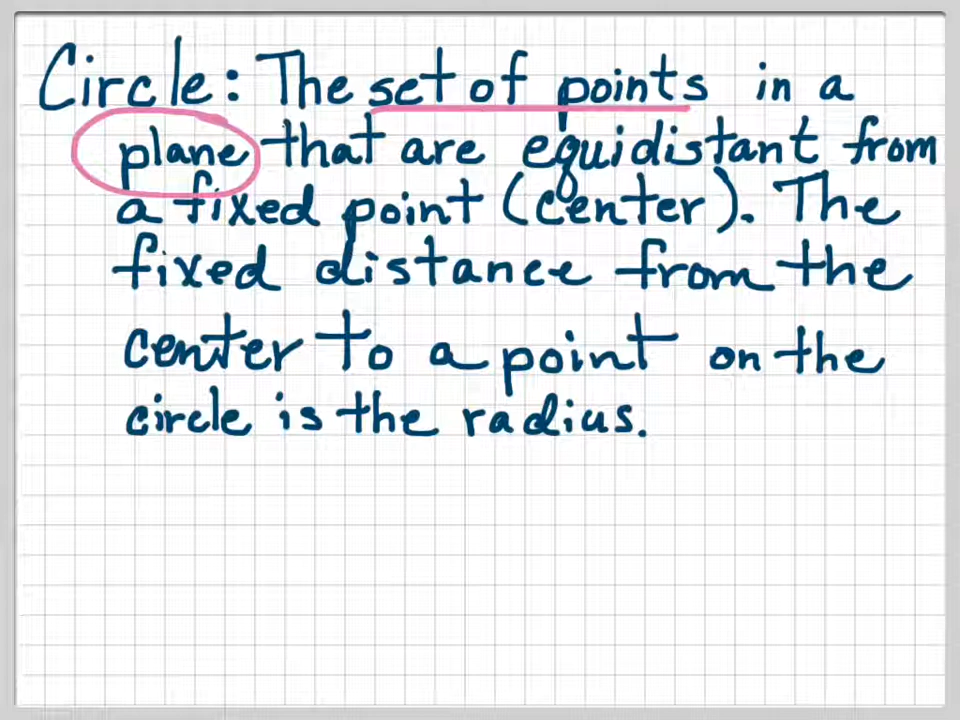 Circle: The set of points in a
plane that are equidistant from
a fixed point (center). The
fixed distance from the
center to a point on the
circle is the radius.